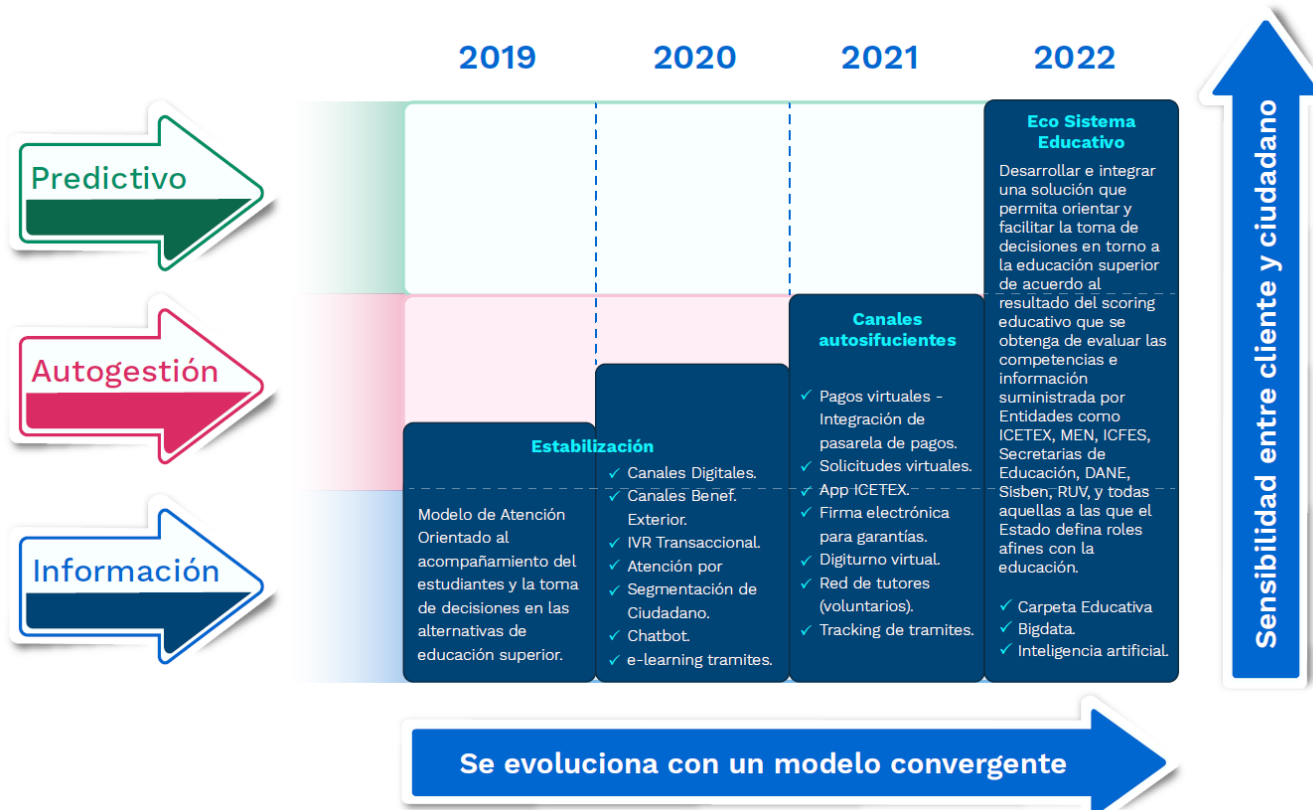 2019
2020
2021
2022
Predictivo
Autogestión
Información
Estabilización
Modelo de Atención
Orientado al
acompañamiento del
estudiantes y la toma
de decisiones en las
alternativas de
educación superior.
✓ Canales Digitales.
✓ Canales Benef.
Exterior.
✓ IVR Transaccional.
✓ Atención por
✓ Segmentación de
Ciudadano.
✓ Chatbot.
✓ e-learning tramites.
Canales
autosifucientes
✓ Pagos virtuales -
Integración de
pasarela de pagos.
✓ Solicitudes virtuales.
✓ App ICETEX.
✓ Firma electrónica
para garantías.
✓ Digiturno virtual.
✓ Red de tutores
(voluntarios).
✓ Tracking de tramites.
Eco Sistema
Educativo
Desarrollar e integrar
una solución que
permita orientar y
facilitar la toma de
decisiones en torno a
la educación superior
de acuerdo al
resultado del scoring
educativo que se
obtenga de evaluar las
competencias e
información
suministrada por
Entidades como
ICETEX, MEN, ICFES,
Secretarias de
Educación, DANE,
Sisben, RUV, y todas
aquellas a las que el
Estado defina roles
afines con la
educación.
✓ Carpeta Educativa
✓ Bigdata.
✓ Inteligencia artificial.
Sensibilidad entre cliente y ciudadano
Se evoluciona con un modelo convergente